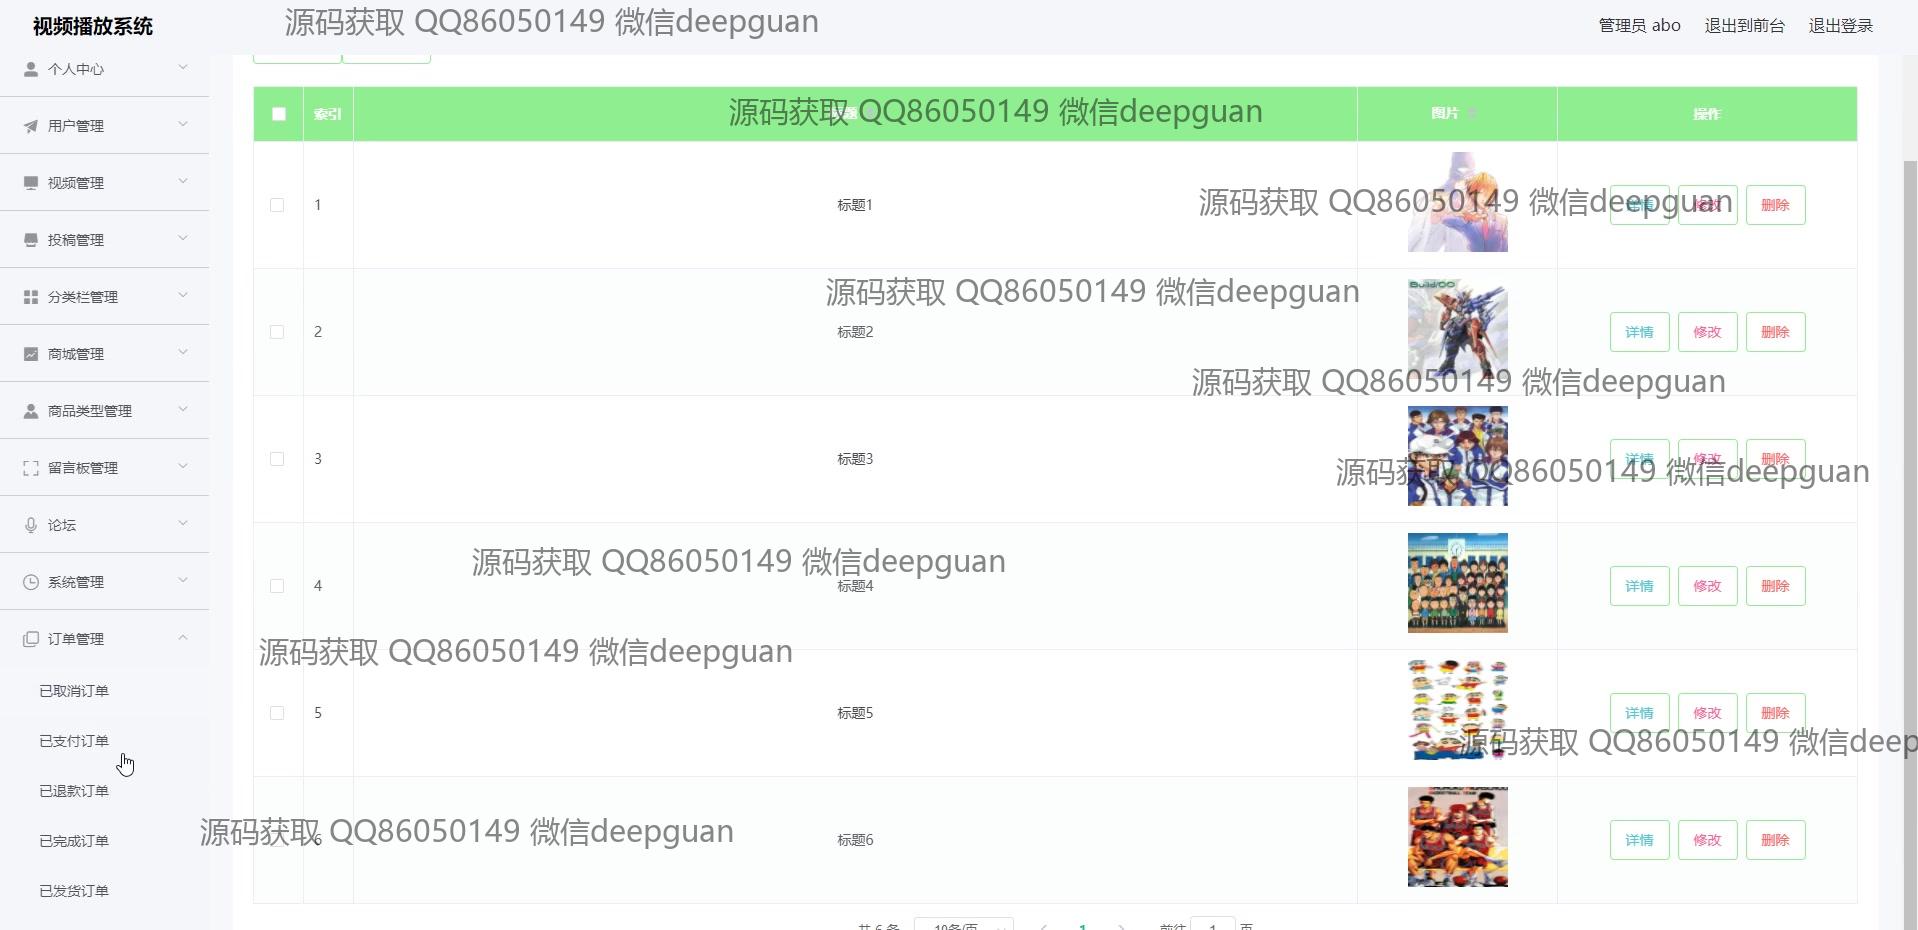 视频播放系统
源码获取 QQ86050149 微信deepguan
管理员 abo 退出到前台 退出登录
个人中心
用户管理
视频管理
投稿管理
分类栏管理
商城管理
商品类型管理
留言板管理
论坛
系统管理
订单管理
已取消订单
已支付订单
已退款订单
已完成订单
已发货订单
索引 图片 操作
源码获取 QQ86050149 微信deepguan
1 标题1 详情 修改 删除
源码获取 QQ86050149 微信deepguan
源码获取 QQ86050149 微信deepguan
2 标题2 详情 修改 删除
源码获取 QQ86050149 微信deepguan
3 标题3 详情 修改 删除
源码获取 QQ86050149 微信deepguan
源码获取 QQ86050149 微信deepguan
4 标题4 详情 修改 删除
源码获取 QQ86050149 微信deepguan
5 标题5 详情 修改 删除
源码获取 QQ86050149 微信deep
源码获取 QQ86050149 微信deepguan
6 标题6 详情 修改 删除
共 6 条 10条/页 1 前往 1 页